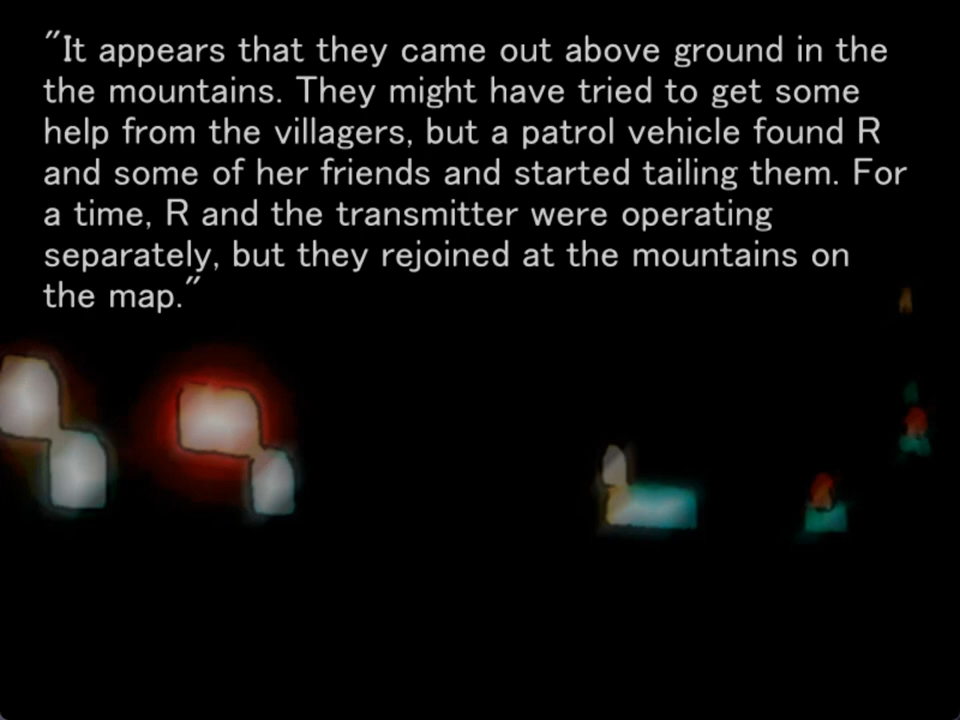 "It appears that they came out above ground in the
the mountains. They might have tried to get some
help from the villagers, but a patrol vehicle found R
and some of her friends and started tailing them. For
a time, R and the transmitter were operating
separately, but they rejoined at the mountains on
the map."